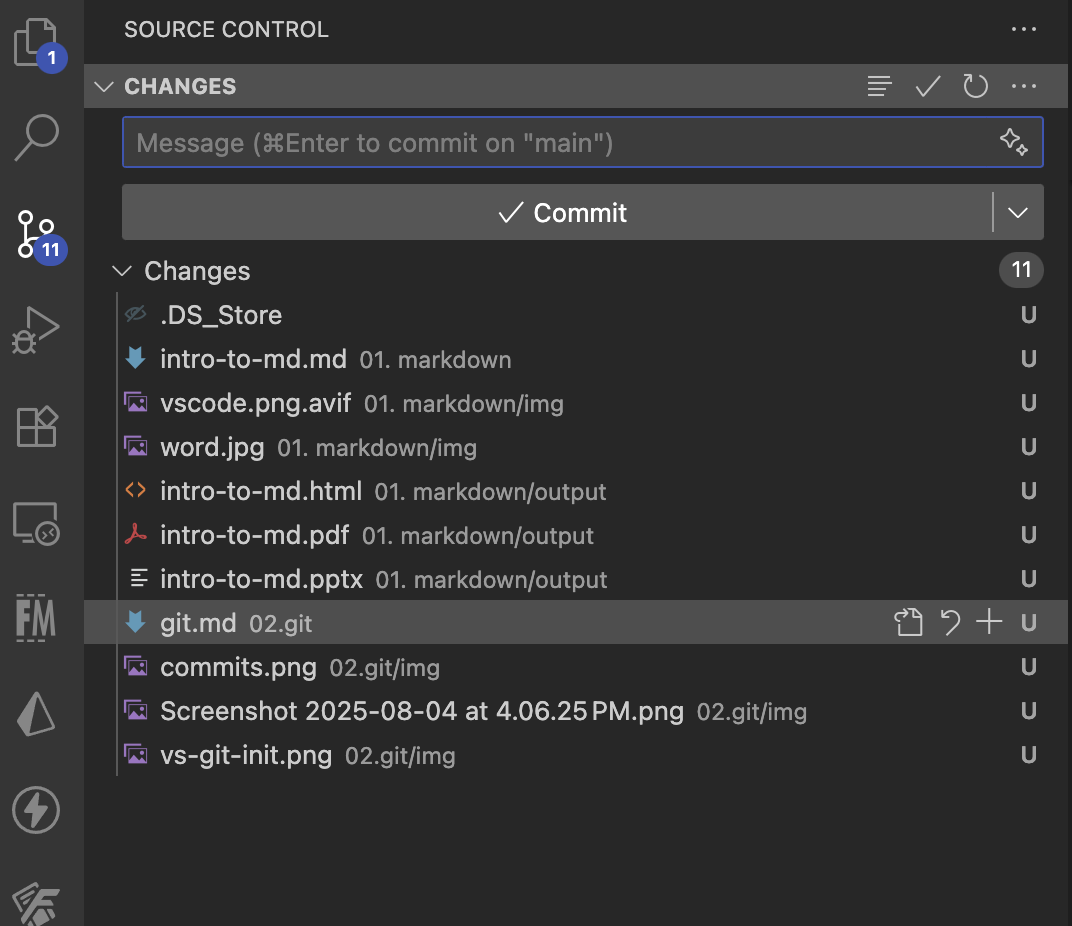 SOURCE CONTROL
1
CHANGES
Message (⌘Enter to commit on "main")
Commit
11
Changes 11
.DS_Store U
intro-to-md.md 01. markdown U
vscode.png.avif 01. markdown/img U
word.jpg 01. markdown/img U
intro-to-md.html 01. markdown/output U
intro-to-md.pdf 01. markdown/output U
intro-to-md.pptx 01. markdown/output U
FM
git.md 02.git U
commits.png 02.git/img U
Screenshot 2025-08-04 at 4.06.25 PM.png 02.git/img U
vs-git-init.png 02.git/img U